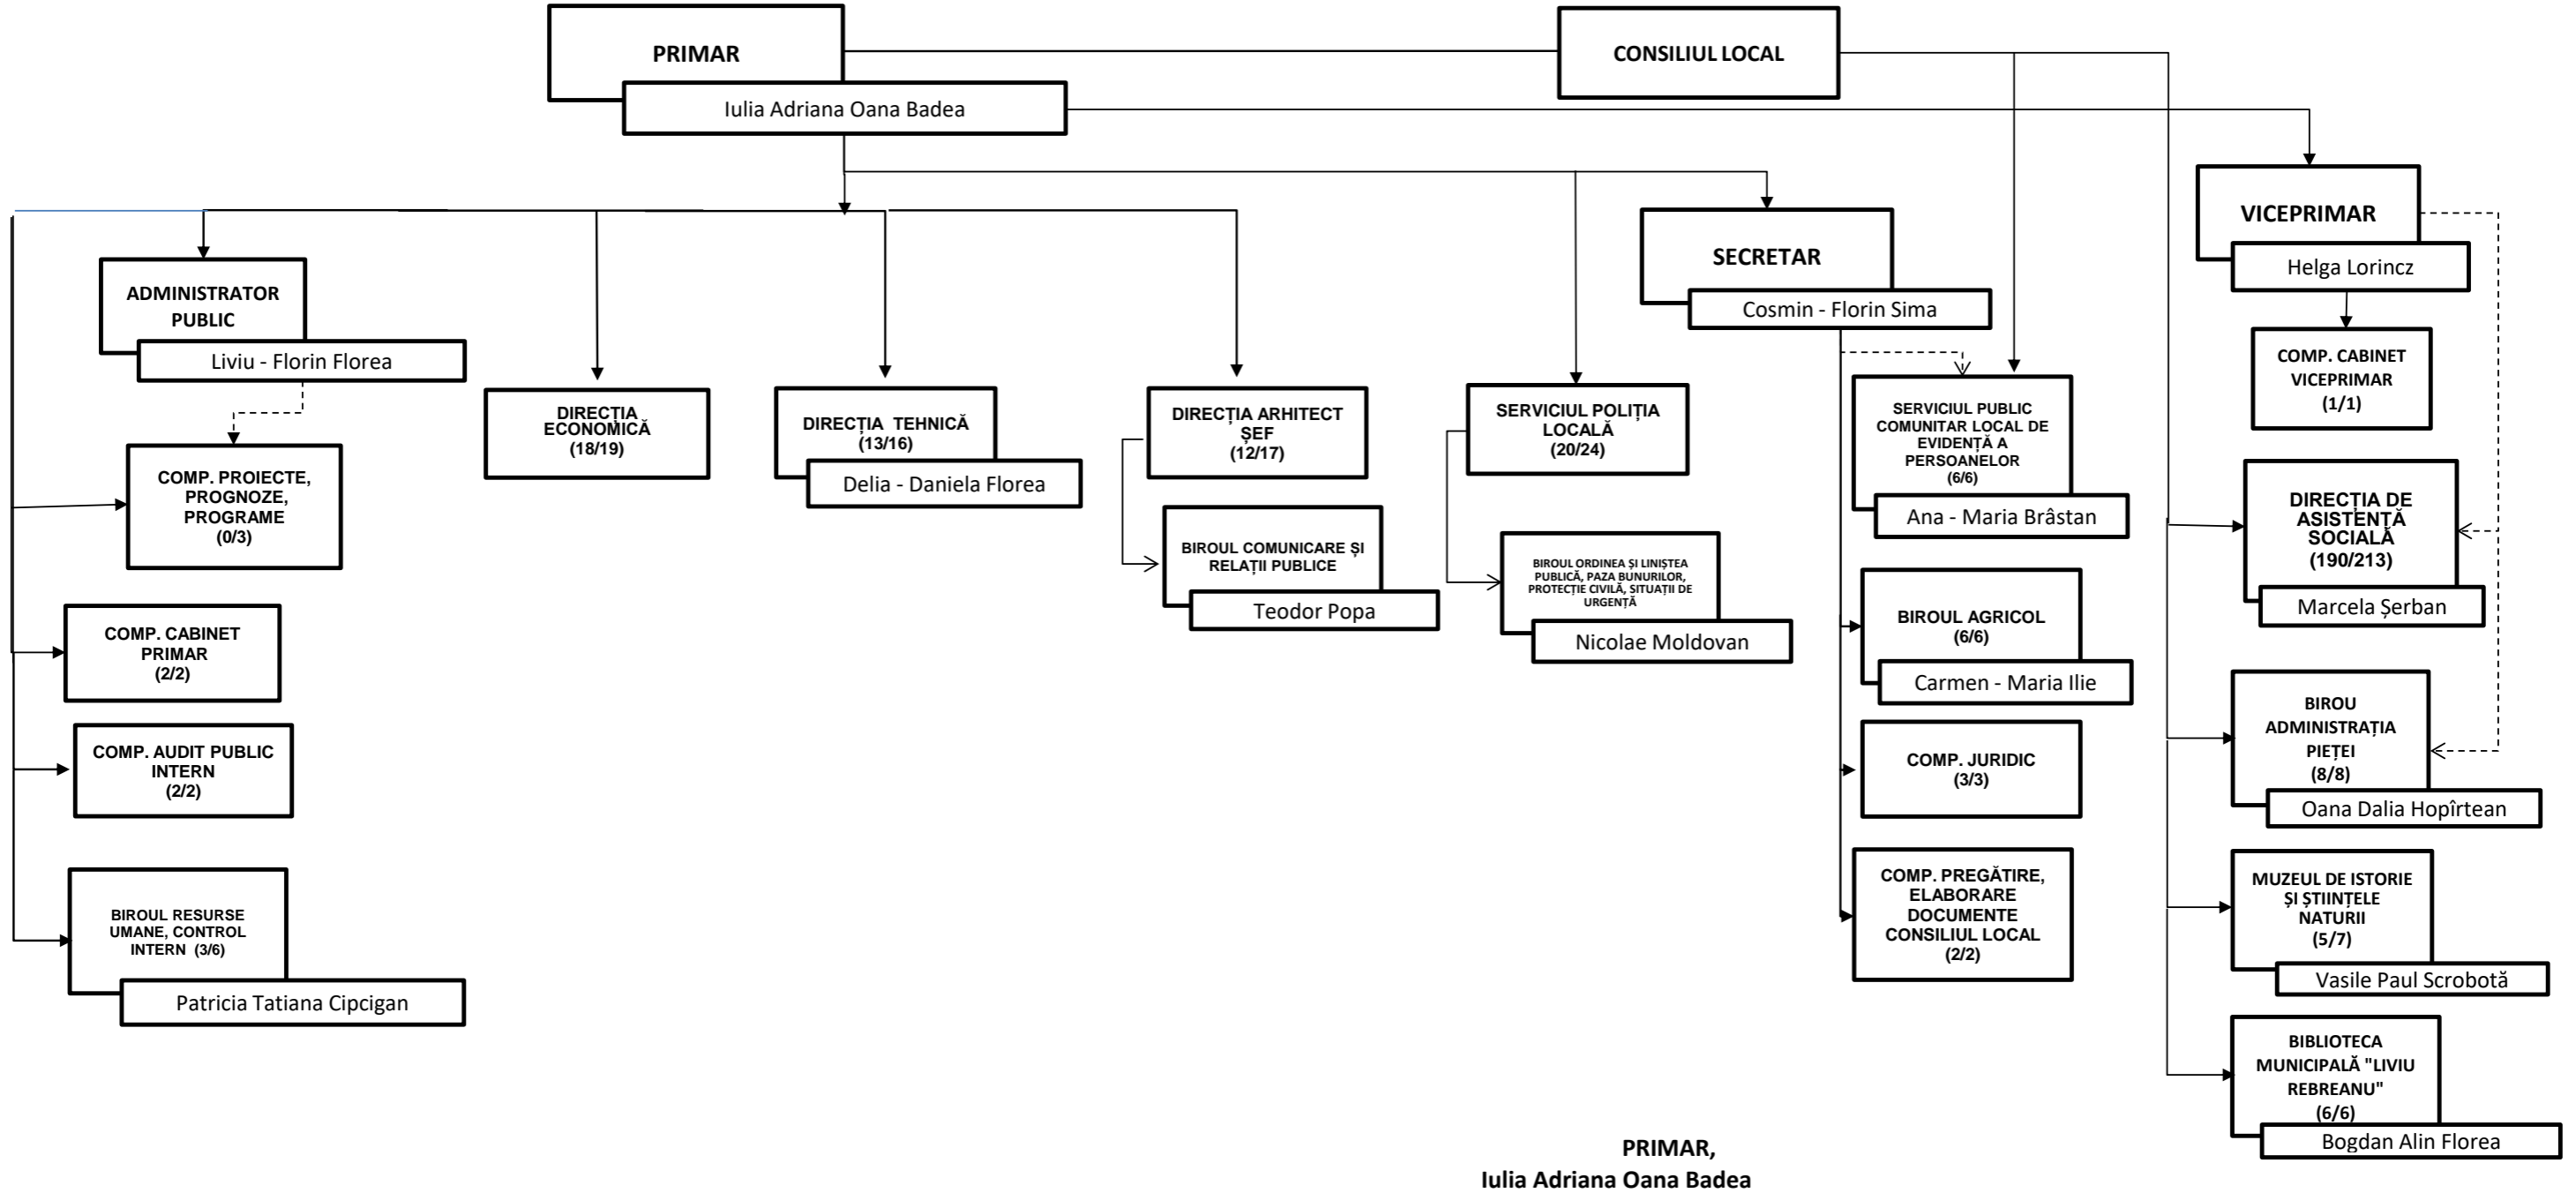 PRIMAR
Iulia Adriana Oana Badea
CONSILIUL LOCAL
VICEPRIMAR
Helga Lorincz
SECRETAR
Cosmin - Florin Sima
ADMINISTRATOR
PUBLIC
Liviu - Florin Florea
COMP. CABINET
VICEPRIMAR
(1/1)
DIRECȚIA
ECONOMICĂ
(18/19)
DIRECȚIA TEHNICĂ
(13/16)
Delia - Daniela Florea
DIRECȚIA ARHITECT
ȘEF
(12/17)
SERVICIUL POLIȚIA
LOCALĂ
(20/24)
SERVICIUL PUBLIC
COMUNITAR LOCAL DE
EVIDENȚĂ A
PERSOANELOR
(6/6)
Ana - Maria Brâstan
COMP. PROIECTE,
PROGNOZE,
PROGRAME
(0/3)
DIRECȚIA DE
ASISTENȚĂ
SOCIALĂ
(190/213)
Marcela Șerban
BIROUL COMUNICARE ȘI
RELAȚII PUBLICE
Teodor Popa
BIROUL ORDINEA ȘI LINIȘTEA
PUBLICĂ, PAZA BUNURILOR,
PROTECȚIE CIVILĂ, SITUAȚII DE
URGENȚĂ
Nicolae Moldovan
BIROUL AGRICOL
(6/6)
Carmen - Maria Ilie
COMP. CABINET
PRIMAR
(2/2)
BIROU
ADMINISTRAȚIA
PIEȚEI
(8/8)
Oana Dalia Hopîrtean
COMP. AUDIT PUBLIC
INTERN
(2/2)
COMP. JURIDIC
(3/3)
COMP. PREGĂTIRE,
ELABORARE
DOCUMENTE
CONSILIUL LOCAL
(2/2)
MUZEUL DE ISTORIE
ȘI ȘTIINȚELE
NATURII
(5/7)
Vasile Paul Scrobotă
BIROUL RESURSE
UMANE, CONTROL
INTERN (3/6)
Patricia Tatiana Cipcigan
BIBLIOTECA
MUNICIPALĂ "LIVIU
REBREANU"
(6/6)
Bogdan Alin Florea
PRIMAR,
Iulia Adriana Oana Badea